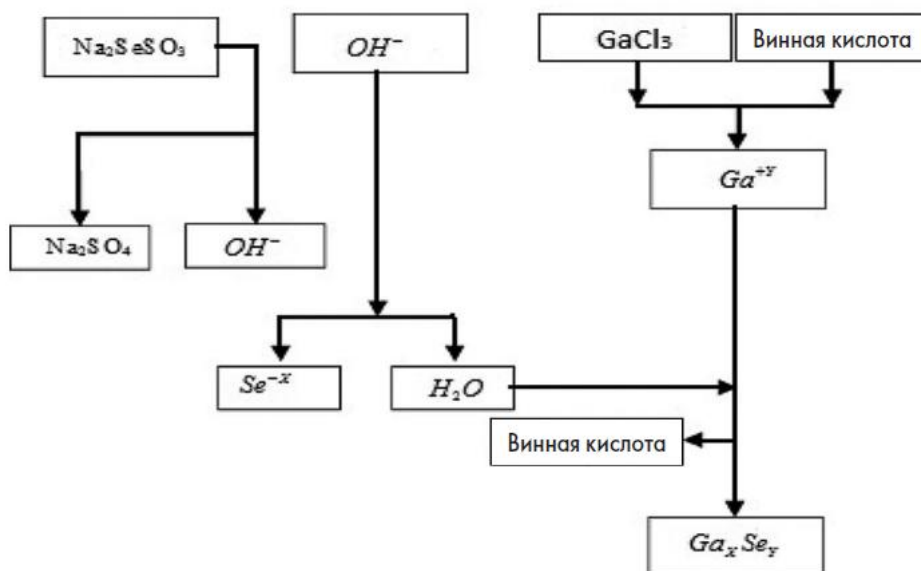 Na₂SeSO₃
OH⁻
GaCl₃
Винная кислота
Ga⁺ʸ
Na₂SO₄
OH⁻
Se⁻ˣ
H₂O
Винная кислота
GaₓSeᵧ